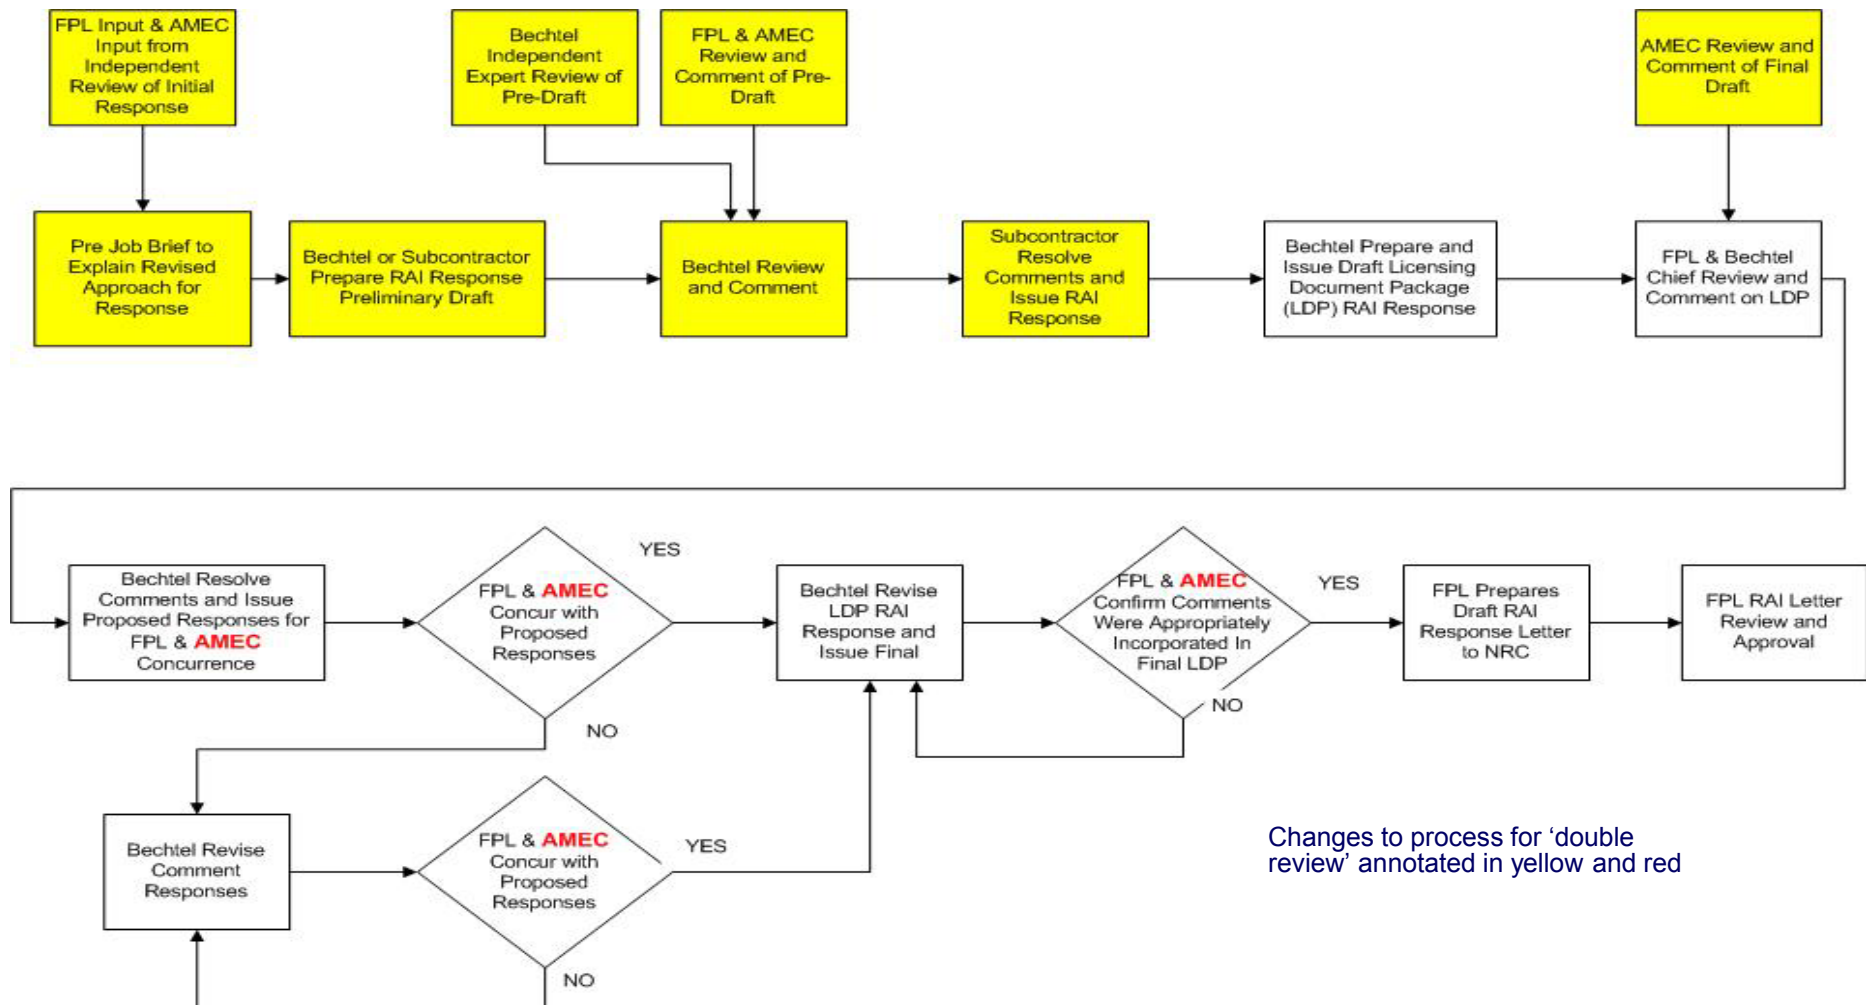 FPL Input & AMEC
Input from
Independent
Review of Initial
Response
Bechtel
Independent
Expert Review of
Pre-Draft
FPL & AMEC
Review and
Comment of Pre-
Draft
AMEC Review and
Comment of Final
Draft
Pre Job Brief to
Explain Revised
Approach for
Response
Bechtel or Subcontractor
Prepare RAI Response
Preliminary Draft
Bechtel Review
and Comment
Subcontractor
Resolve
Comments and
Issue RAI
Response
Bechtel Prepare and
Issue Draft Licensing
Document Package
(LDP) RAI Response
FPL & Bechtel
Chief Review and
Comment on LDP
Bechtel Resolve
Comments and Issue
Proposed Responses for
FPL & AMEC
Concurrence
FPL & AMEC
Concur with
Proposed
Responses
YES
NO
Bechtel Revise
LDP RAI
Response and
Issue Final
FPL & AMEC
Confirm Comments
Were Appropriately
Incorporated In
Final LDP
YES
NO
FPL Prepares
Draft RAI
Response Letter
to NRC
FPL RAI Letter
Review and
Approval
Bechtel Revise
Comment
Responses
FPL & AMEC
Concur with
Proposed
Responses
YES
NO
Changes to process for ‘double
review’ annotated in yellow and red